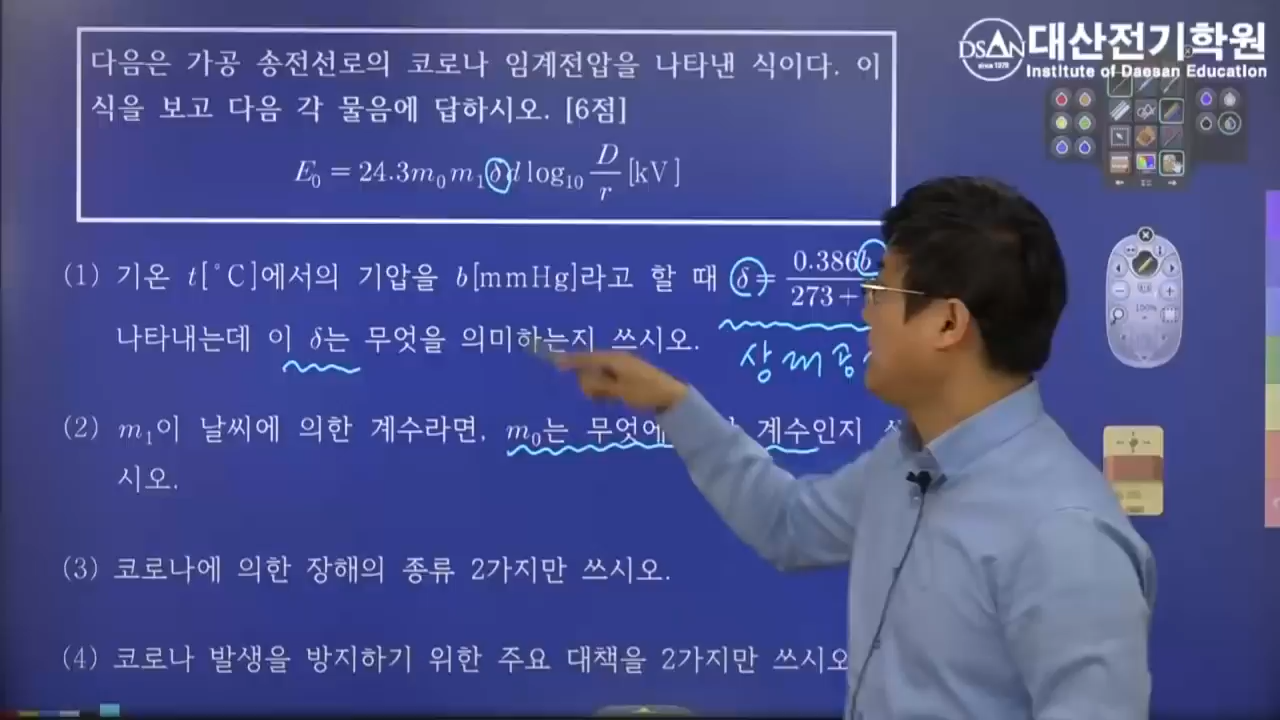 DSAN 대산전기학원
since 1978 Institute of Daesan Education
다음은 가공 송전선로의 코로나 임계전압을 나타낸 식이다. 이
식을 보고 다음 각 물음에 답하시오. [6점]
E₀ = 24.3m₀m₁δd log₁₀ D/r [kV]
(1) 기온 t[°C]에서의 기압을 b[mmHg]라고 할 때 δ = 0.386b / 273 +
나타내는데 이 δ는 무엇을 의미하는지 쓰시오.
상대공
(2) m₁이 날씨에 의한 계수라면, m₀는 무엇에 계수인지
시오.
(3) 코로나에 의한 장해의 종류 2가지만 쓰시오.
(4) 코로나 발생을 방지하기 위한 주요 대책을 2가지만 쓰시오
100%